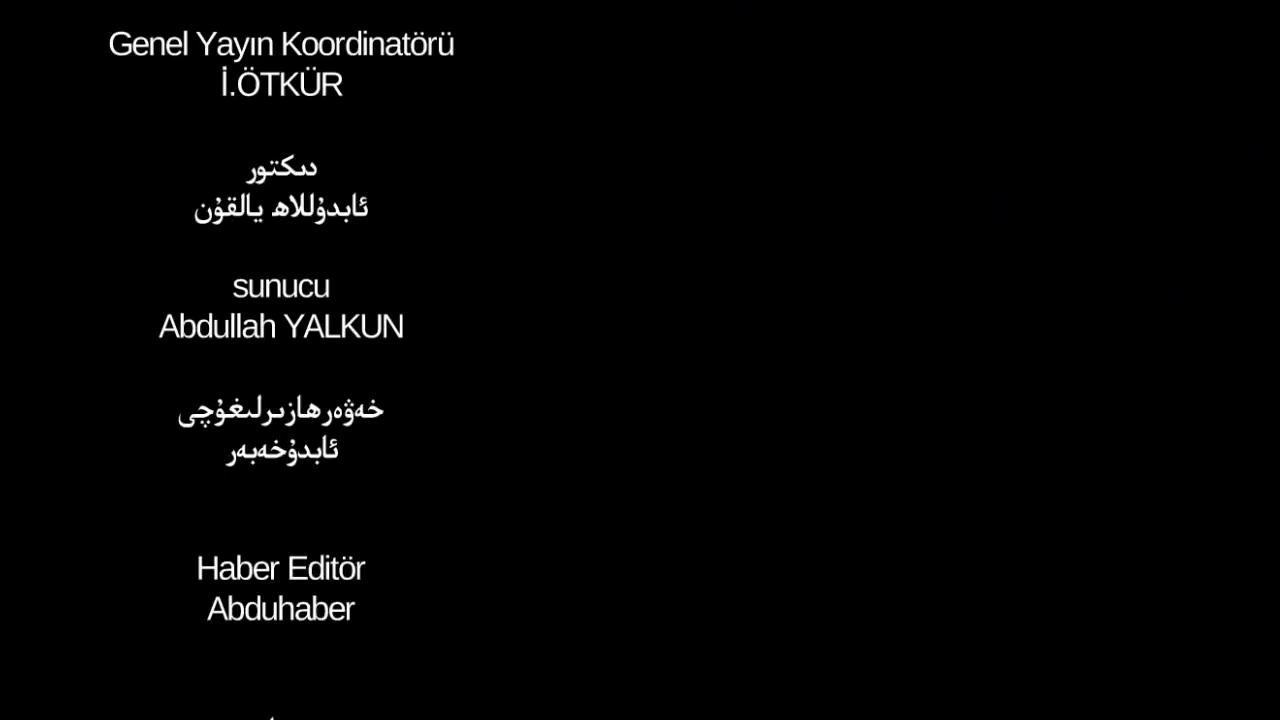 Genel Yayın Koordinatörü
İ.ÖTKÜR
دىكتور
ئابدۇللاھ يالقۇن
sunucu
Abdullah YALKUN
خەۋەرھازىرلىغۇچى
ئابدۇخەبەر
Haber Editör
Abduhaber